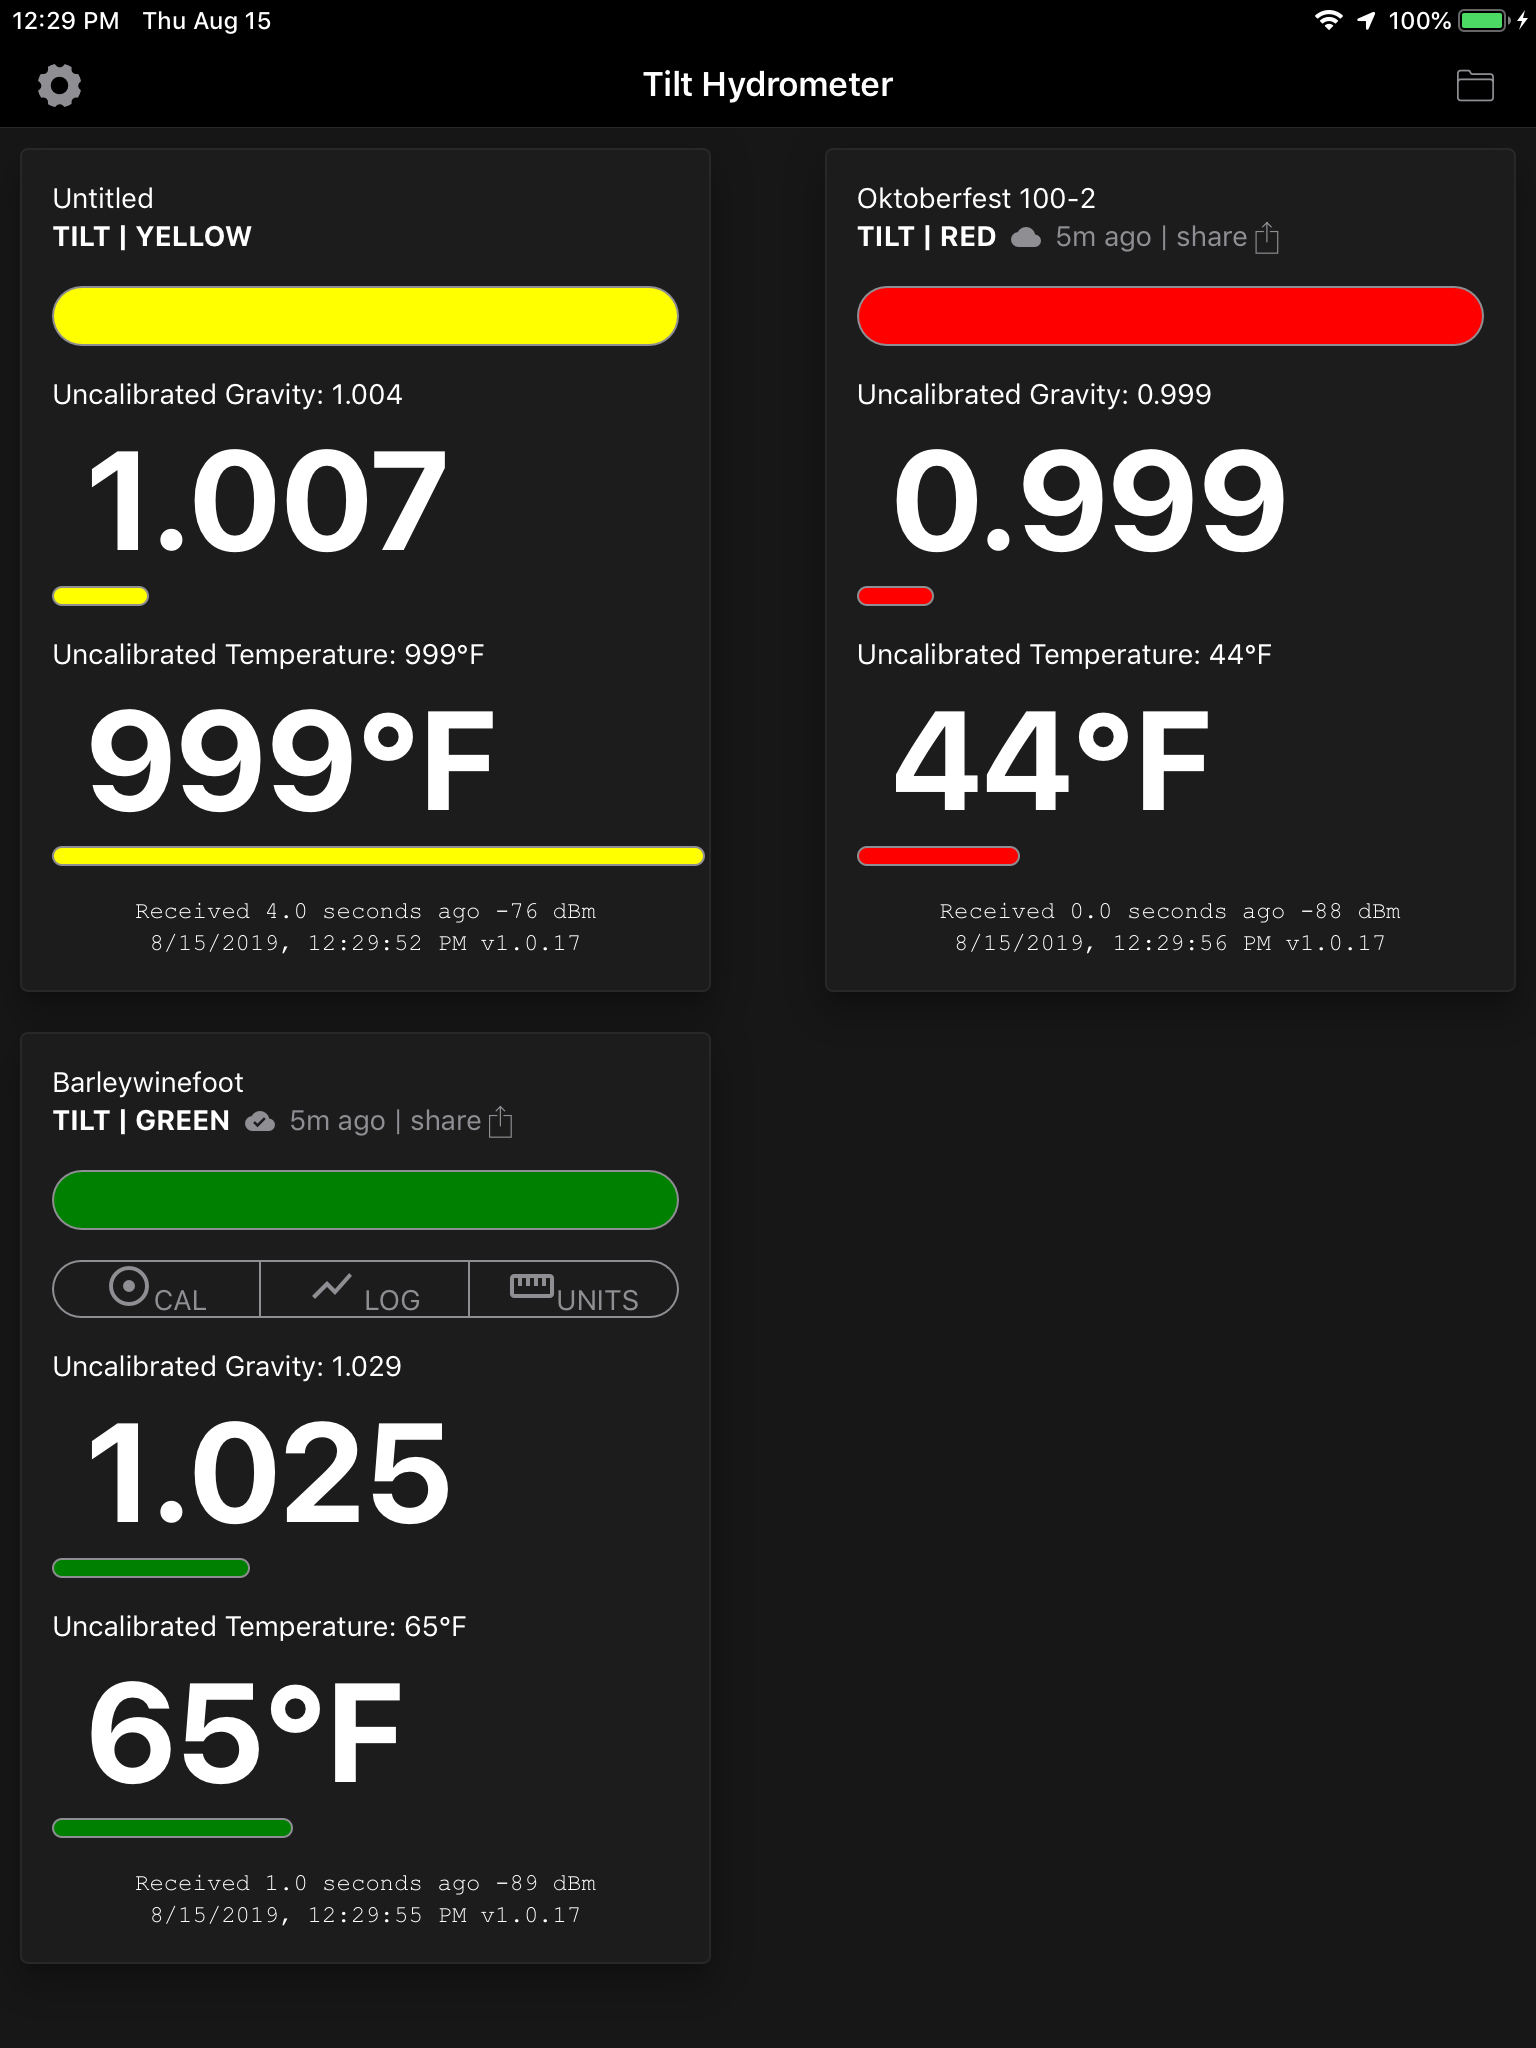 12:29 PM Thu Aug 15 100%
Tilt Hydrometer
Untitled
TILT | YELLOW
Uncalibrated Gravity: 1.004
1.007
Uncalibrated Temperature: 999°F
999°F
Received 4.0 seconds ago -76 dBm
8/15/2019, 12:29:52 PM v1.0.17
Oktoberfest 100-2
TILT | RED 5m ago | share
Uncalibrated Gravity: 0.999
0.999
Uncalibrated Temperature: 44°F
44°F
Received 0.0 seconds ago -88 dBm
8/15/2019, 12:29:56 PM v1.0.17
Barleywinefoot
TILT | GREEN 5m ago | share
CAL LOG UNITS
Uncalibrated Gravity: 1.029
1.025
Uncalibrated Temperature: 65°F
65°F
Received 1.0 seconds ago -89 dBm
8/15/2019, 12:29:55 PM v1.0.17